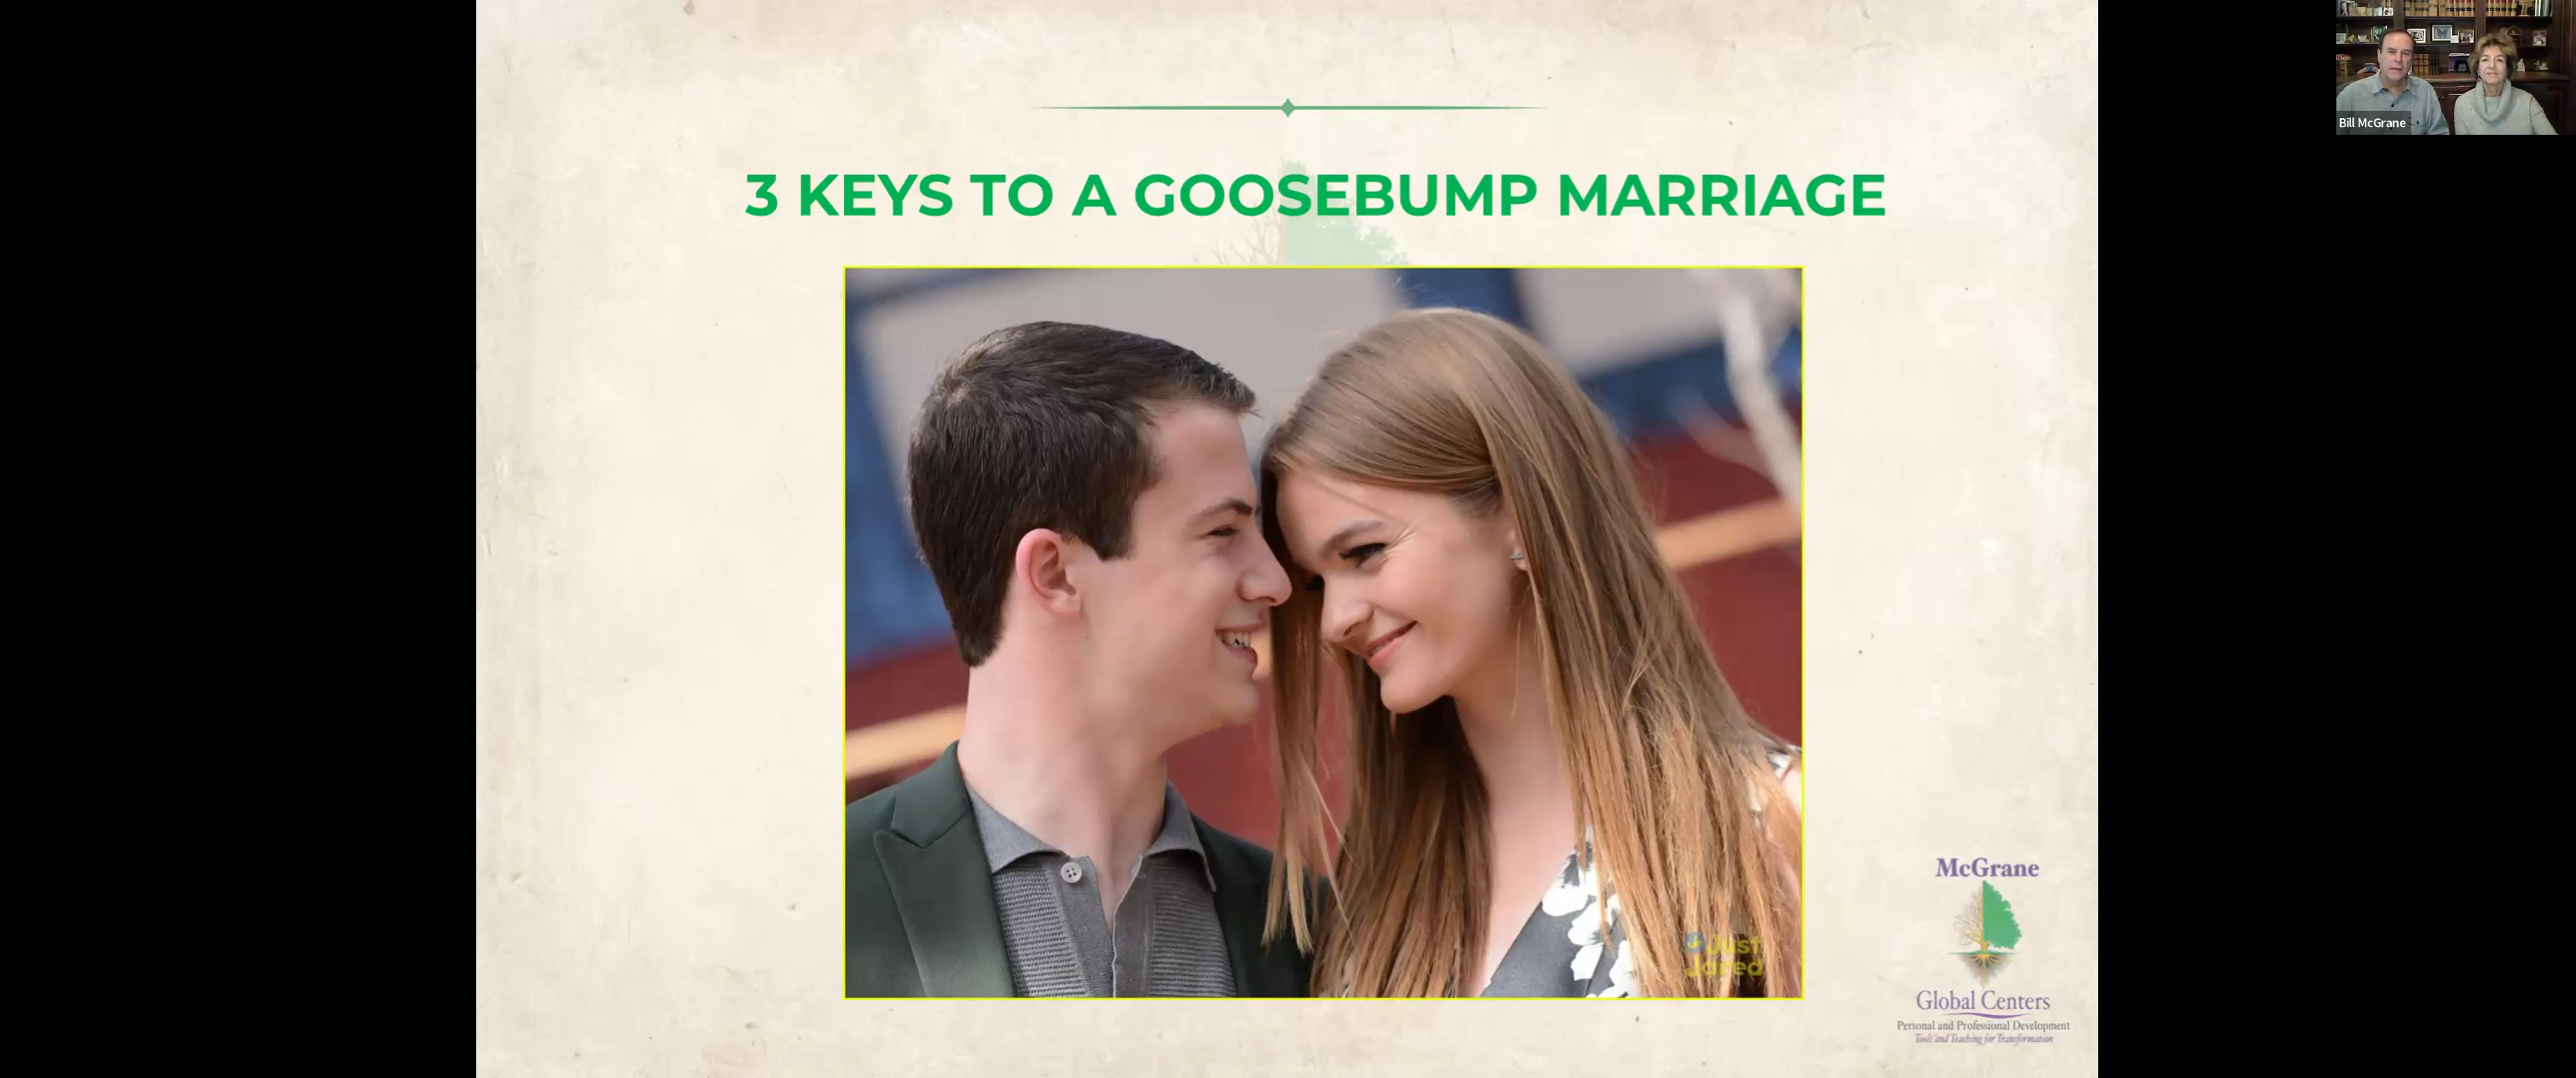 Bill McGrane
3 KEYS TO A GOOSEBUMP MARRIAGE
Just
Jared
McGrane
Global Centers
Personal and Professional Development
Tools and Teaching for Transformation